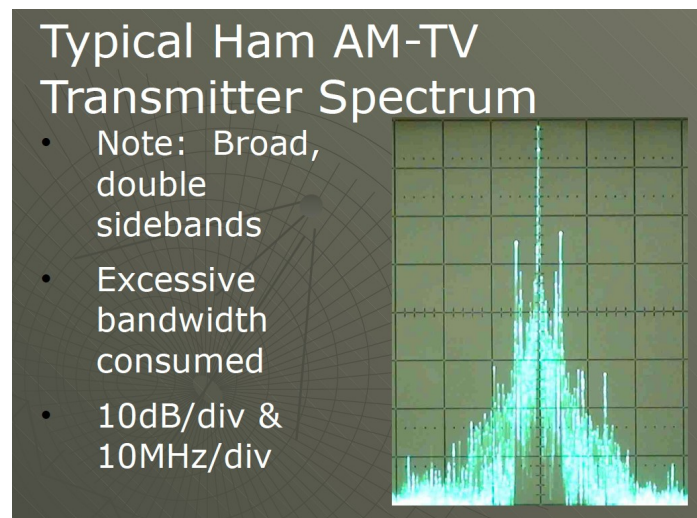 Typical Ham AM-TV
Transmitter Spectrum
• Note: Broad,
double
sidebands
• Excessive
bandwidth
consumed
• 10dB/div &
10MHz/div